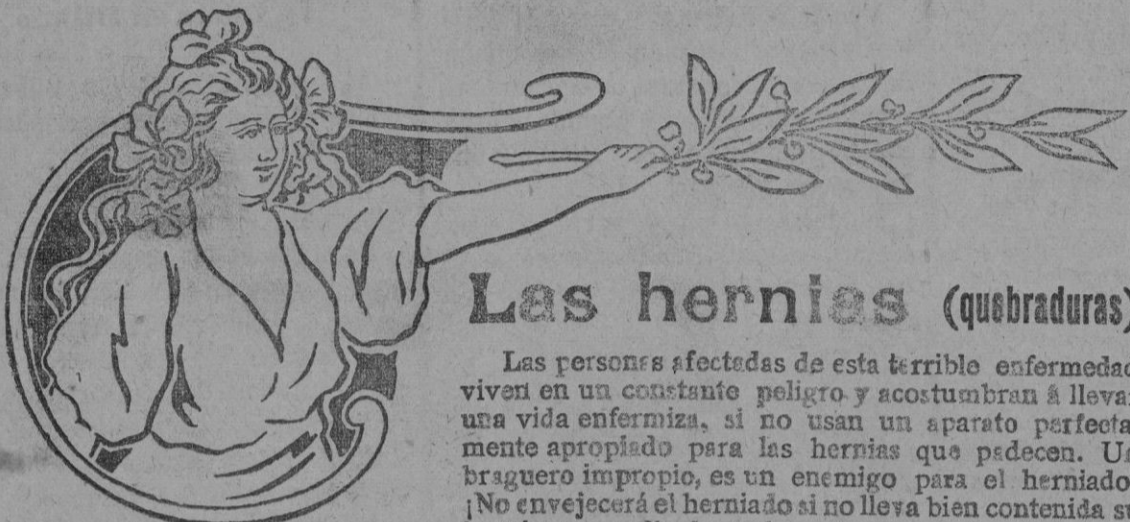 Las hernias (quebraduras)
Las personas afectadas de esta terrible enfermedad
viven en un constante peligro y acostumbran á llevar
una vida enfermiza, si no usan un aparato perfecta-
mente apropiado para las hernias que padecen. Un
braguero impropio, es un enemigo para el herniado.
¡No envejecerá el herniado si no lleva bien contenida su